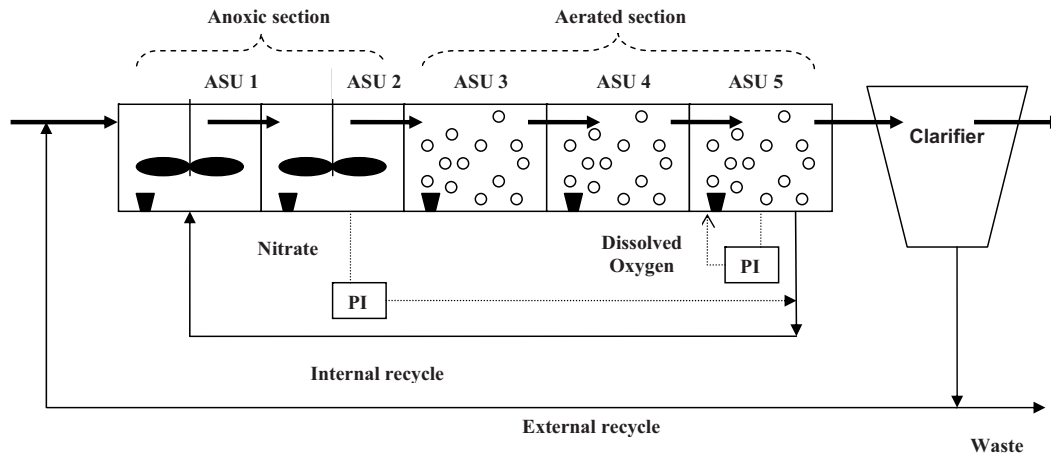 Anoxic section
Aerated section
ASU 1
ASU 2
ASU 3
ASU 4
ASU 5
Clarifier
Nitrate
Dissolved
Oxygen
PI
PI
Internal recycle
External recycle
Waste